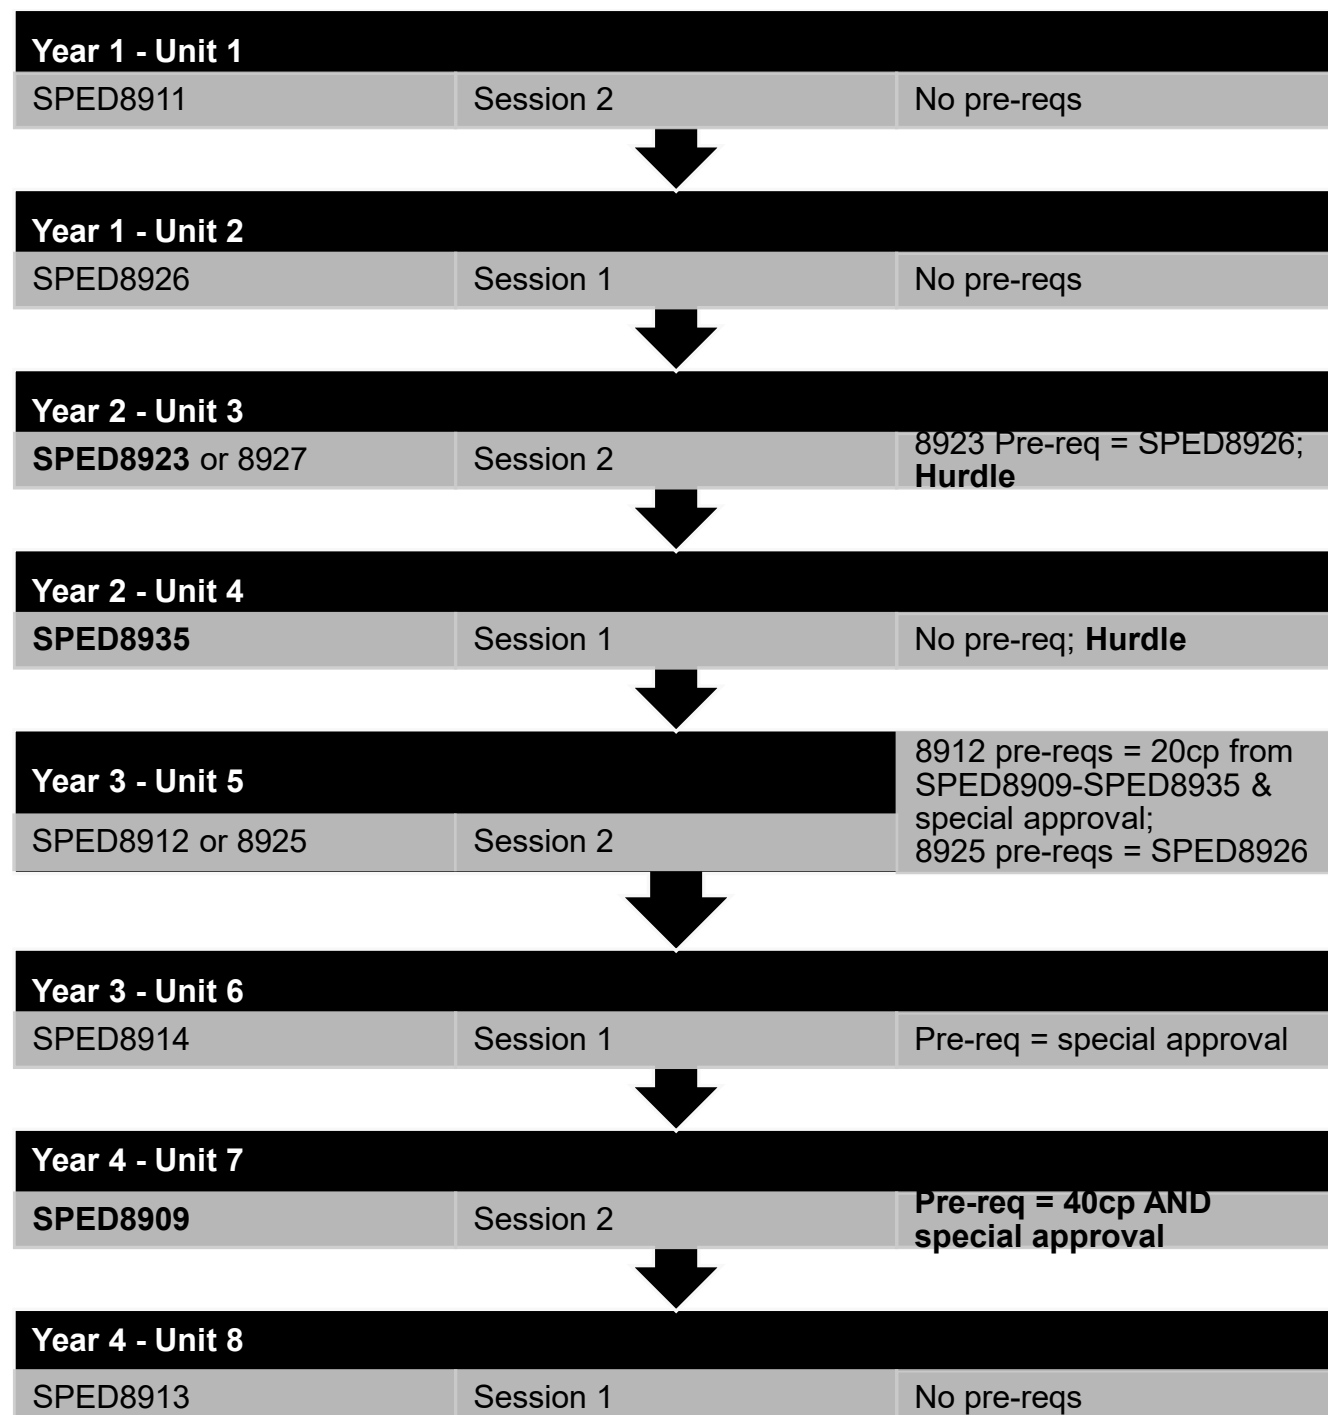 Year 1 - Unit 1
SPED8911 Session 2 No pre-reqs
Year 1 - Unit 2
SPED8926 Session 1 No pre-reqs
Year 2 - Unit 3
SPED8923 or 8927 Session 2 8923 Pre-req = SPED8926;
Hurdle
Year 2 - Unit 4
SPED8935 Session 1 No pre-req; Hurdle
Year 3 - Unit 5
SPED8912 or 8925 Session 2
8912 pre-reqs = 20cp from
SPED8909-SPED8935 &
special approval;
8925 pre-reqs = SPED8926
Year 3 - Unit 6
SPED8914 Session 1 Pre-req = special approval
Year 4 - Unit 7
SPED8909 Session 2 Pre-req = 40cp AND
special approval
Year 4 - Unit 8
SPED8913 Session 1 No pre-reqs